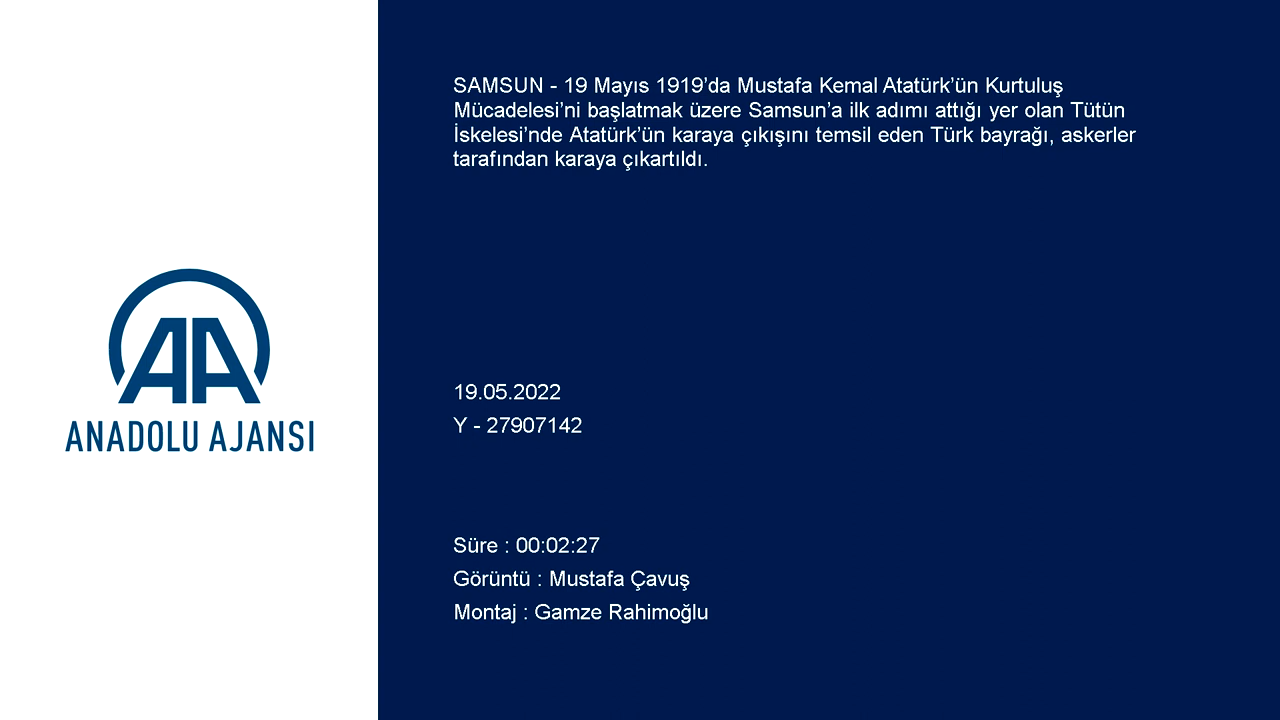 SAMSUN - 19 Mayıs 1919’da Mustafa Kemal Atatürk’ün Kurtuluş
Mücadelesi’ni başlatmak üzere Samsun’a ilk adımı attığı yer olan Tütün
İskelesi’nde Atatürk’ün karaya çıkışını temsil eden Türk bayrağı, askerler
tarafından karaya çıkartıldı.
AA
ANADOLU AJANSI
19.05.2022
Y - 27907142
Süre : 00:02:27
Görüntü : Mustafa Çavuş
Montaj : Gamze Rahimoğlu